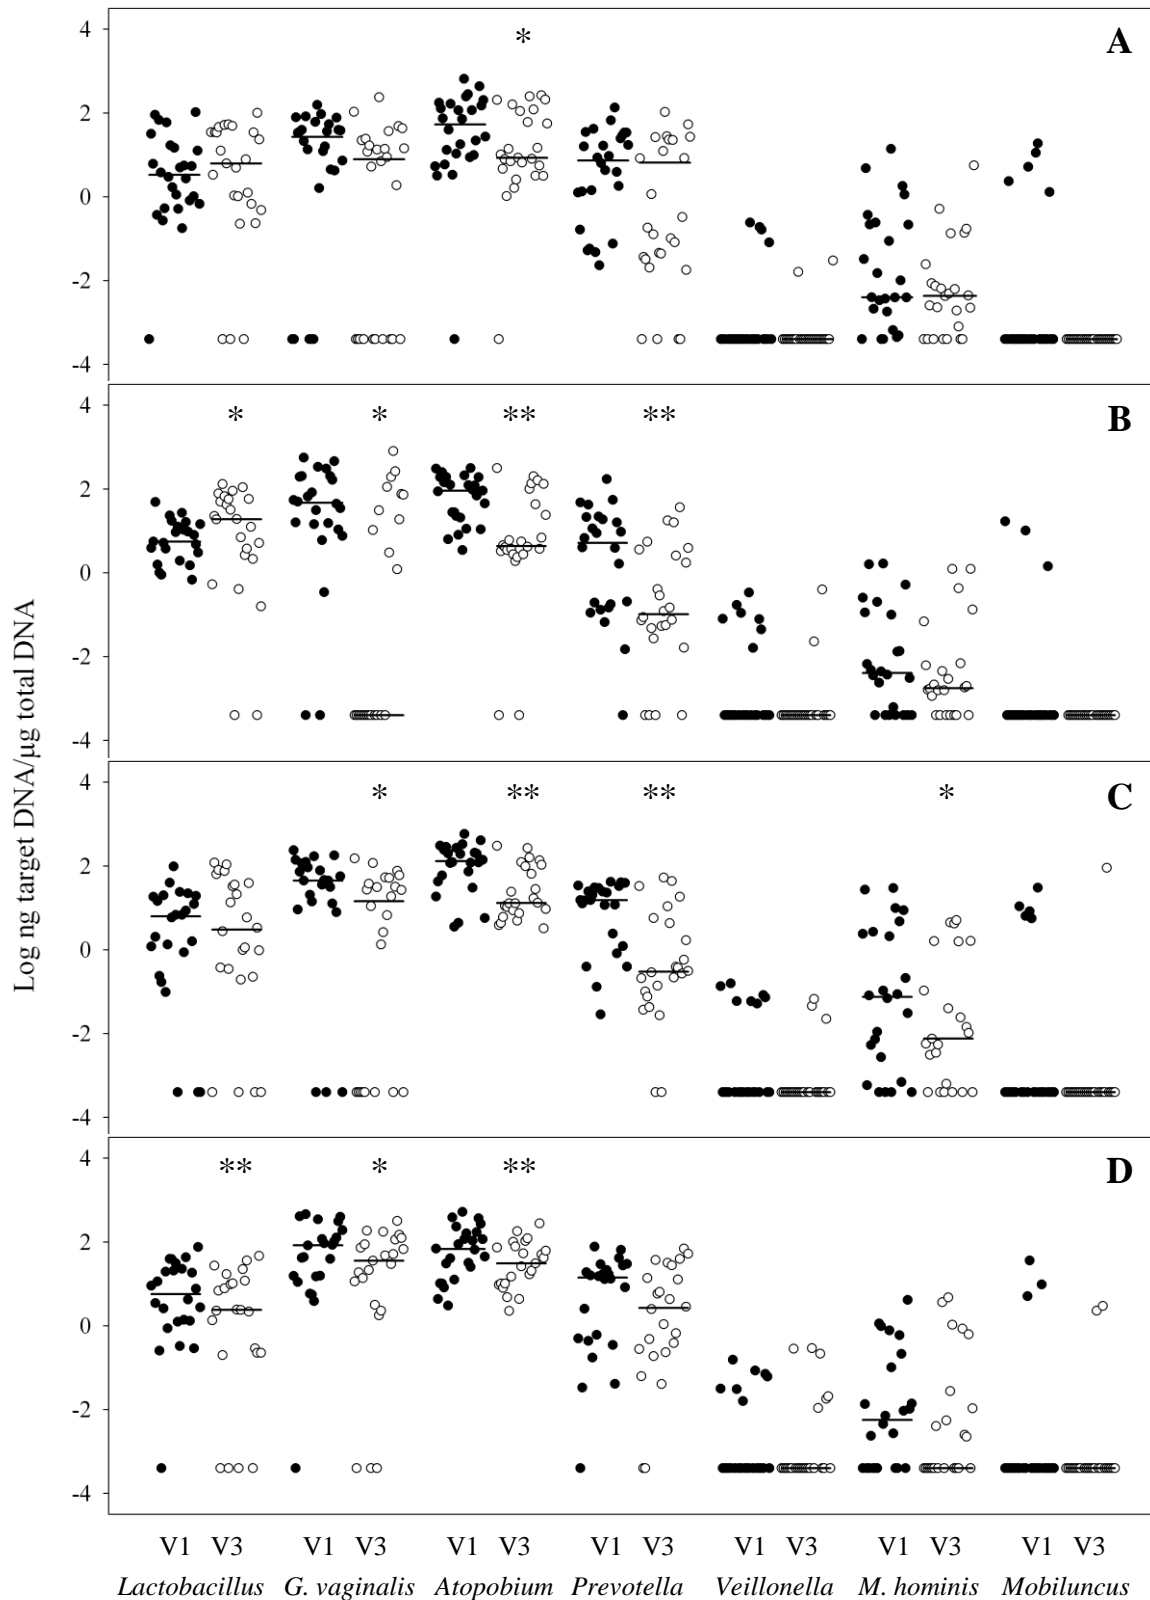 4
*
A
2
0
-2
-4
4
* * ** **
B
2
0
-2
-4
Log ng target DNA/µg total DNA
4
* ** ** *
C
2
0
-2
-4
4
** * **
D
2
0
-2
-4
V1 V3 V1 V3 V1 V3 V1 V3 V1 V3 V1 V3 V1 V3
Lactobacillus G. vaginalis Atopobium Prevotella Veillonella M. hominis Mobiluncus